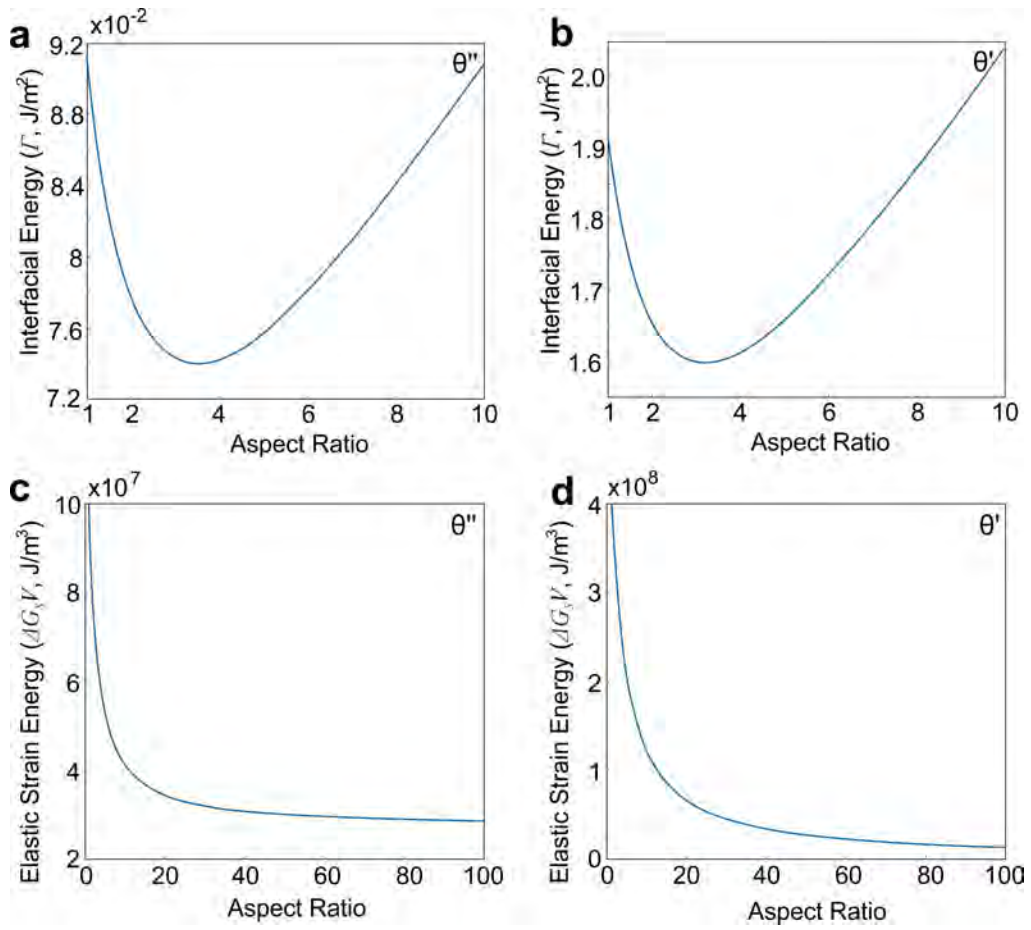 a
x10⁻²
θ''
Interfacial Energy (Γ, J/m²)
9.2
8.8
8.4
8
7.6
7.2
1 2 4 6 8 10
Aspect Ratio
b
θ'
Interfacial Energy (Γ, J/m²)
2.0
1.9
1.8
1.7
1.6
1 2 4 6 8 10
Aspect Ratio
c
x10⁷
θ''
Elastic Strain Energy (ΔGₛV, J/m³)
10
8
6
4
2
0 20 40 60 80 100
Aspect Ratio
d
x10⁸
θ'
Elastic Strain Energy (ΔGₛV, J/m³)
4
3
2
1
0
0 20 40 60 80 100
Aspect Ratio